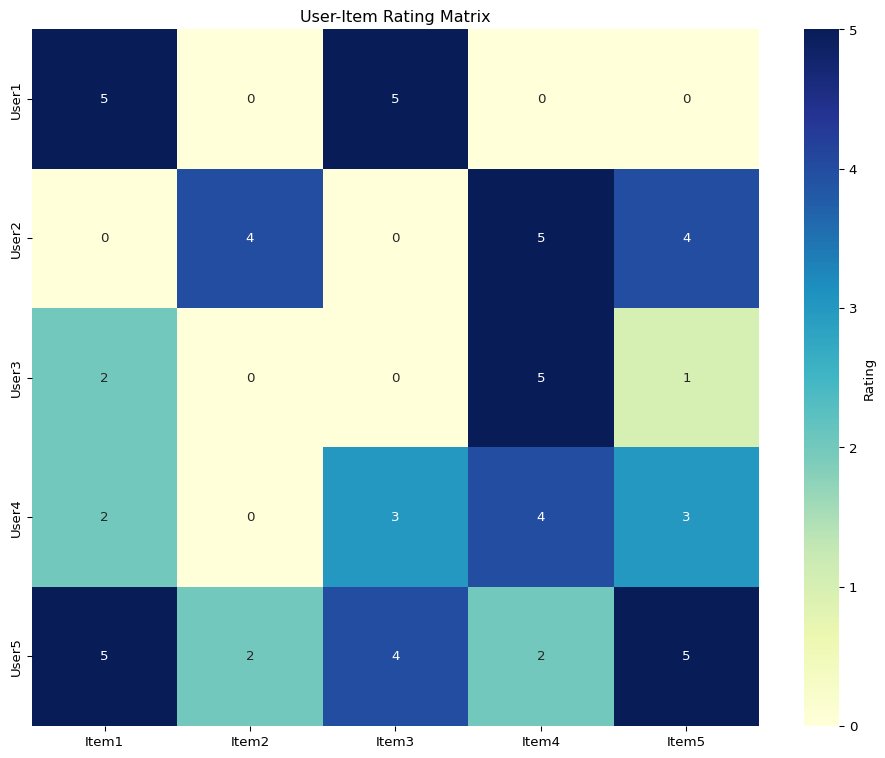 User-Item Rating Matrix
User1 5 0 5 0 0
User2 0 4 0 5 4
User3 2 0 0 5 1
User4 2 0 3 4 3
User5 5 2 4 2 5
Item1 Item2 Item3 Item4 Item5
5
4
3
2
1
0
Rating